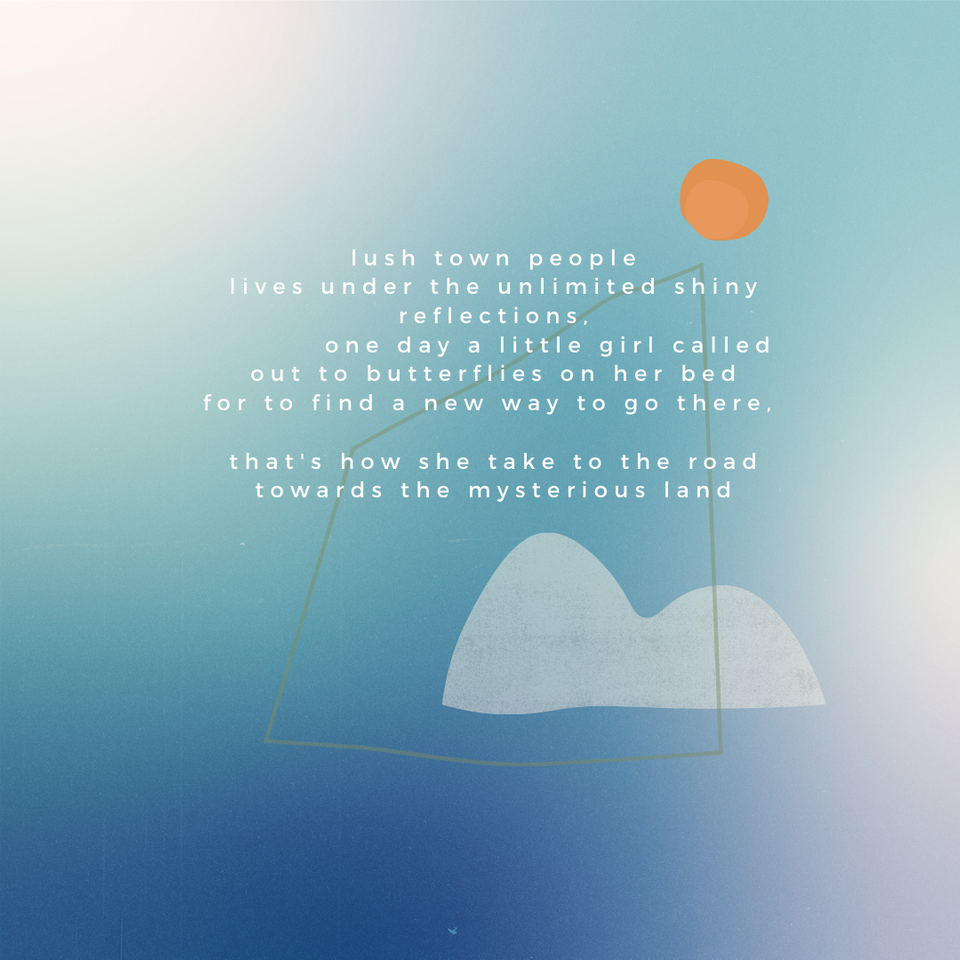 lush town people
lives under the unlimited shiny
reflections,
one day a little girl called
out to butterflies on her bed
for to find a new way to go there,
that's how she take to the road
towards the mysterious land